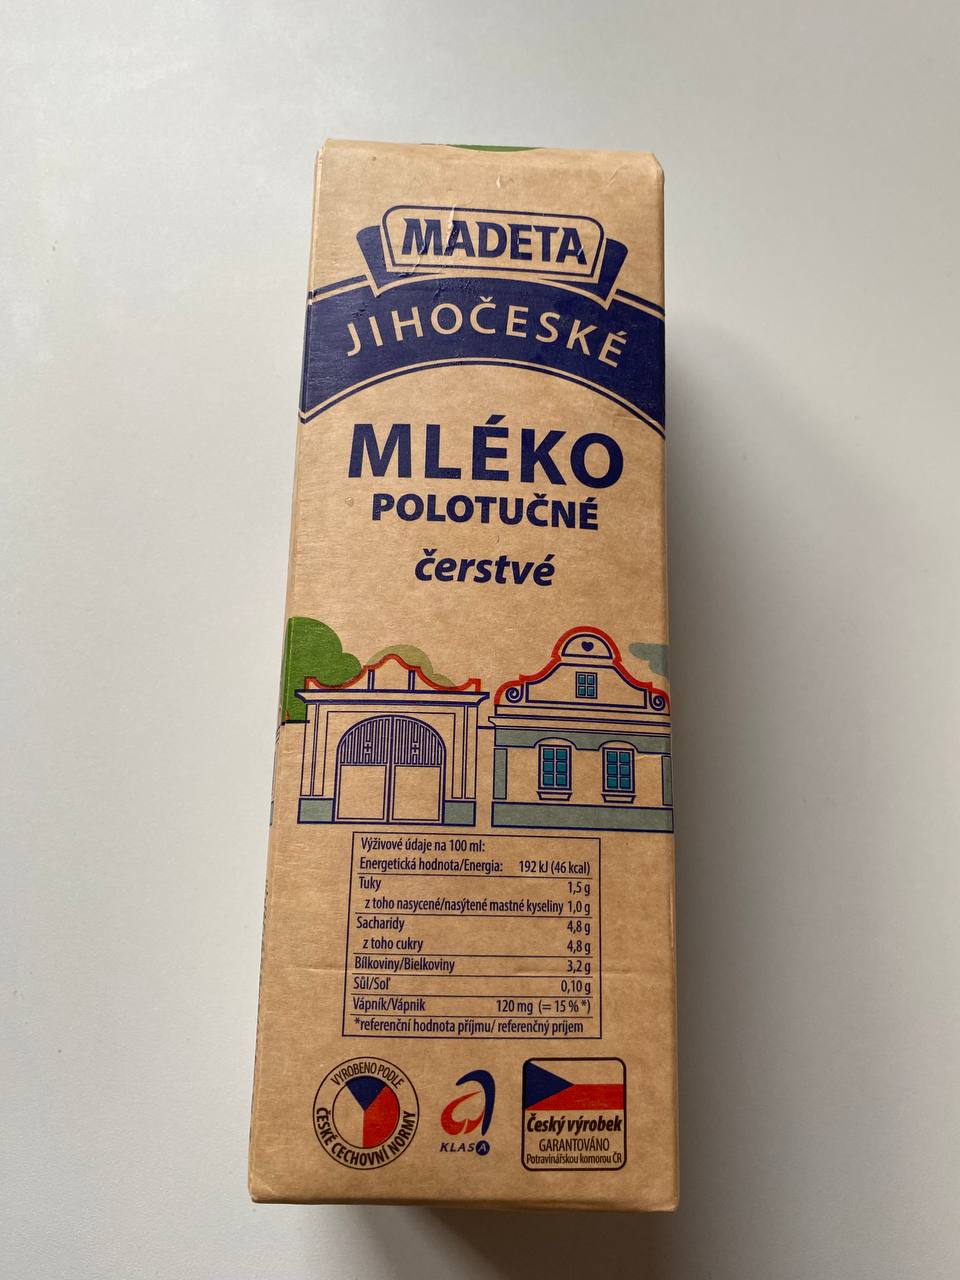 MADETA
JIHOČESKÉ
MLÉKO
POLOTUČNÉ
čerstvé
Výživové údaje na 100 ml:
Energetická hodnota/Energia: 192 kJ (46 kcal)
Tuky 1,5 g
z toho nasycené/nasýtené mastné kyseliny 1,0 g
Sacharidy 4,8 g
z toho cukry 4,8 g
Bílkoviny/Bielkoviny 3,2 g
Sůl/Soľ 0,10 g
Vápník/Vápnik 120 mg (= 15 % *)
*referenční hodnota příjmu/ referenčný príjem
VYROBENO PODLE
ČESKÉ CECHOVNÍ NORMY
KLASA
Český výrobek
GARANTOVÁNO
Potravinářskou komorou ČR